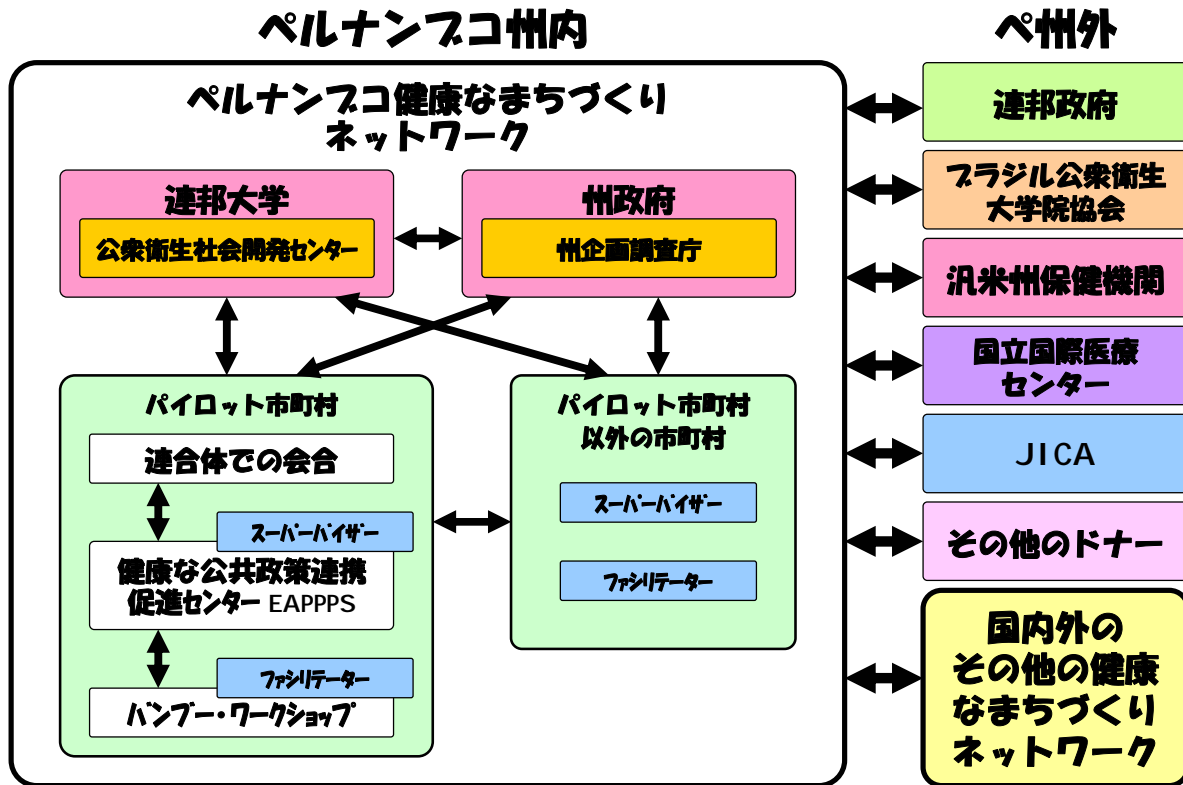 ペルナンブコ州内
ペルナンブコ健康なまちづくり
ネットワーク
連邦大学
公衆衛生社会開発センター
州政府
州企画調査庁
パイロット市町村
連合体での会合
スーパーバイザー
健康な公共政策連携
促進センター EAPPPS
ファシリテーター
バンブー・ワークショップ
パイロット市町村
以外の市町村
スーパーバイザー
ファシリテーター
ペ州外
連邦政府
ブラジル公衆衛生
大学院協会
汎米州保健機関
国立国際医療
センター
JICA
その他のドナー
国内外の
その他の健康
なまちづくり
ネットワーク